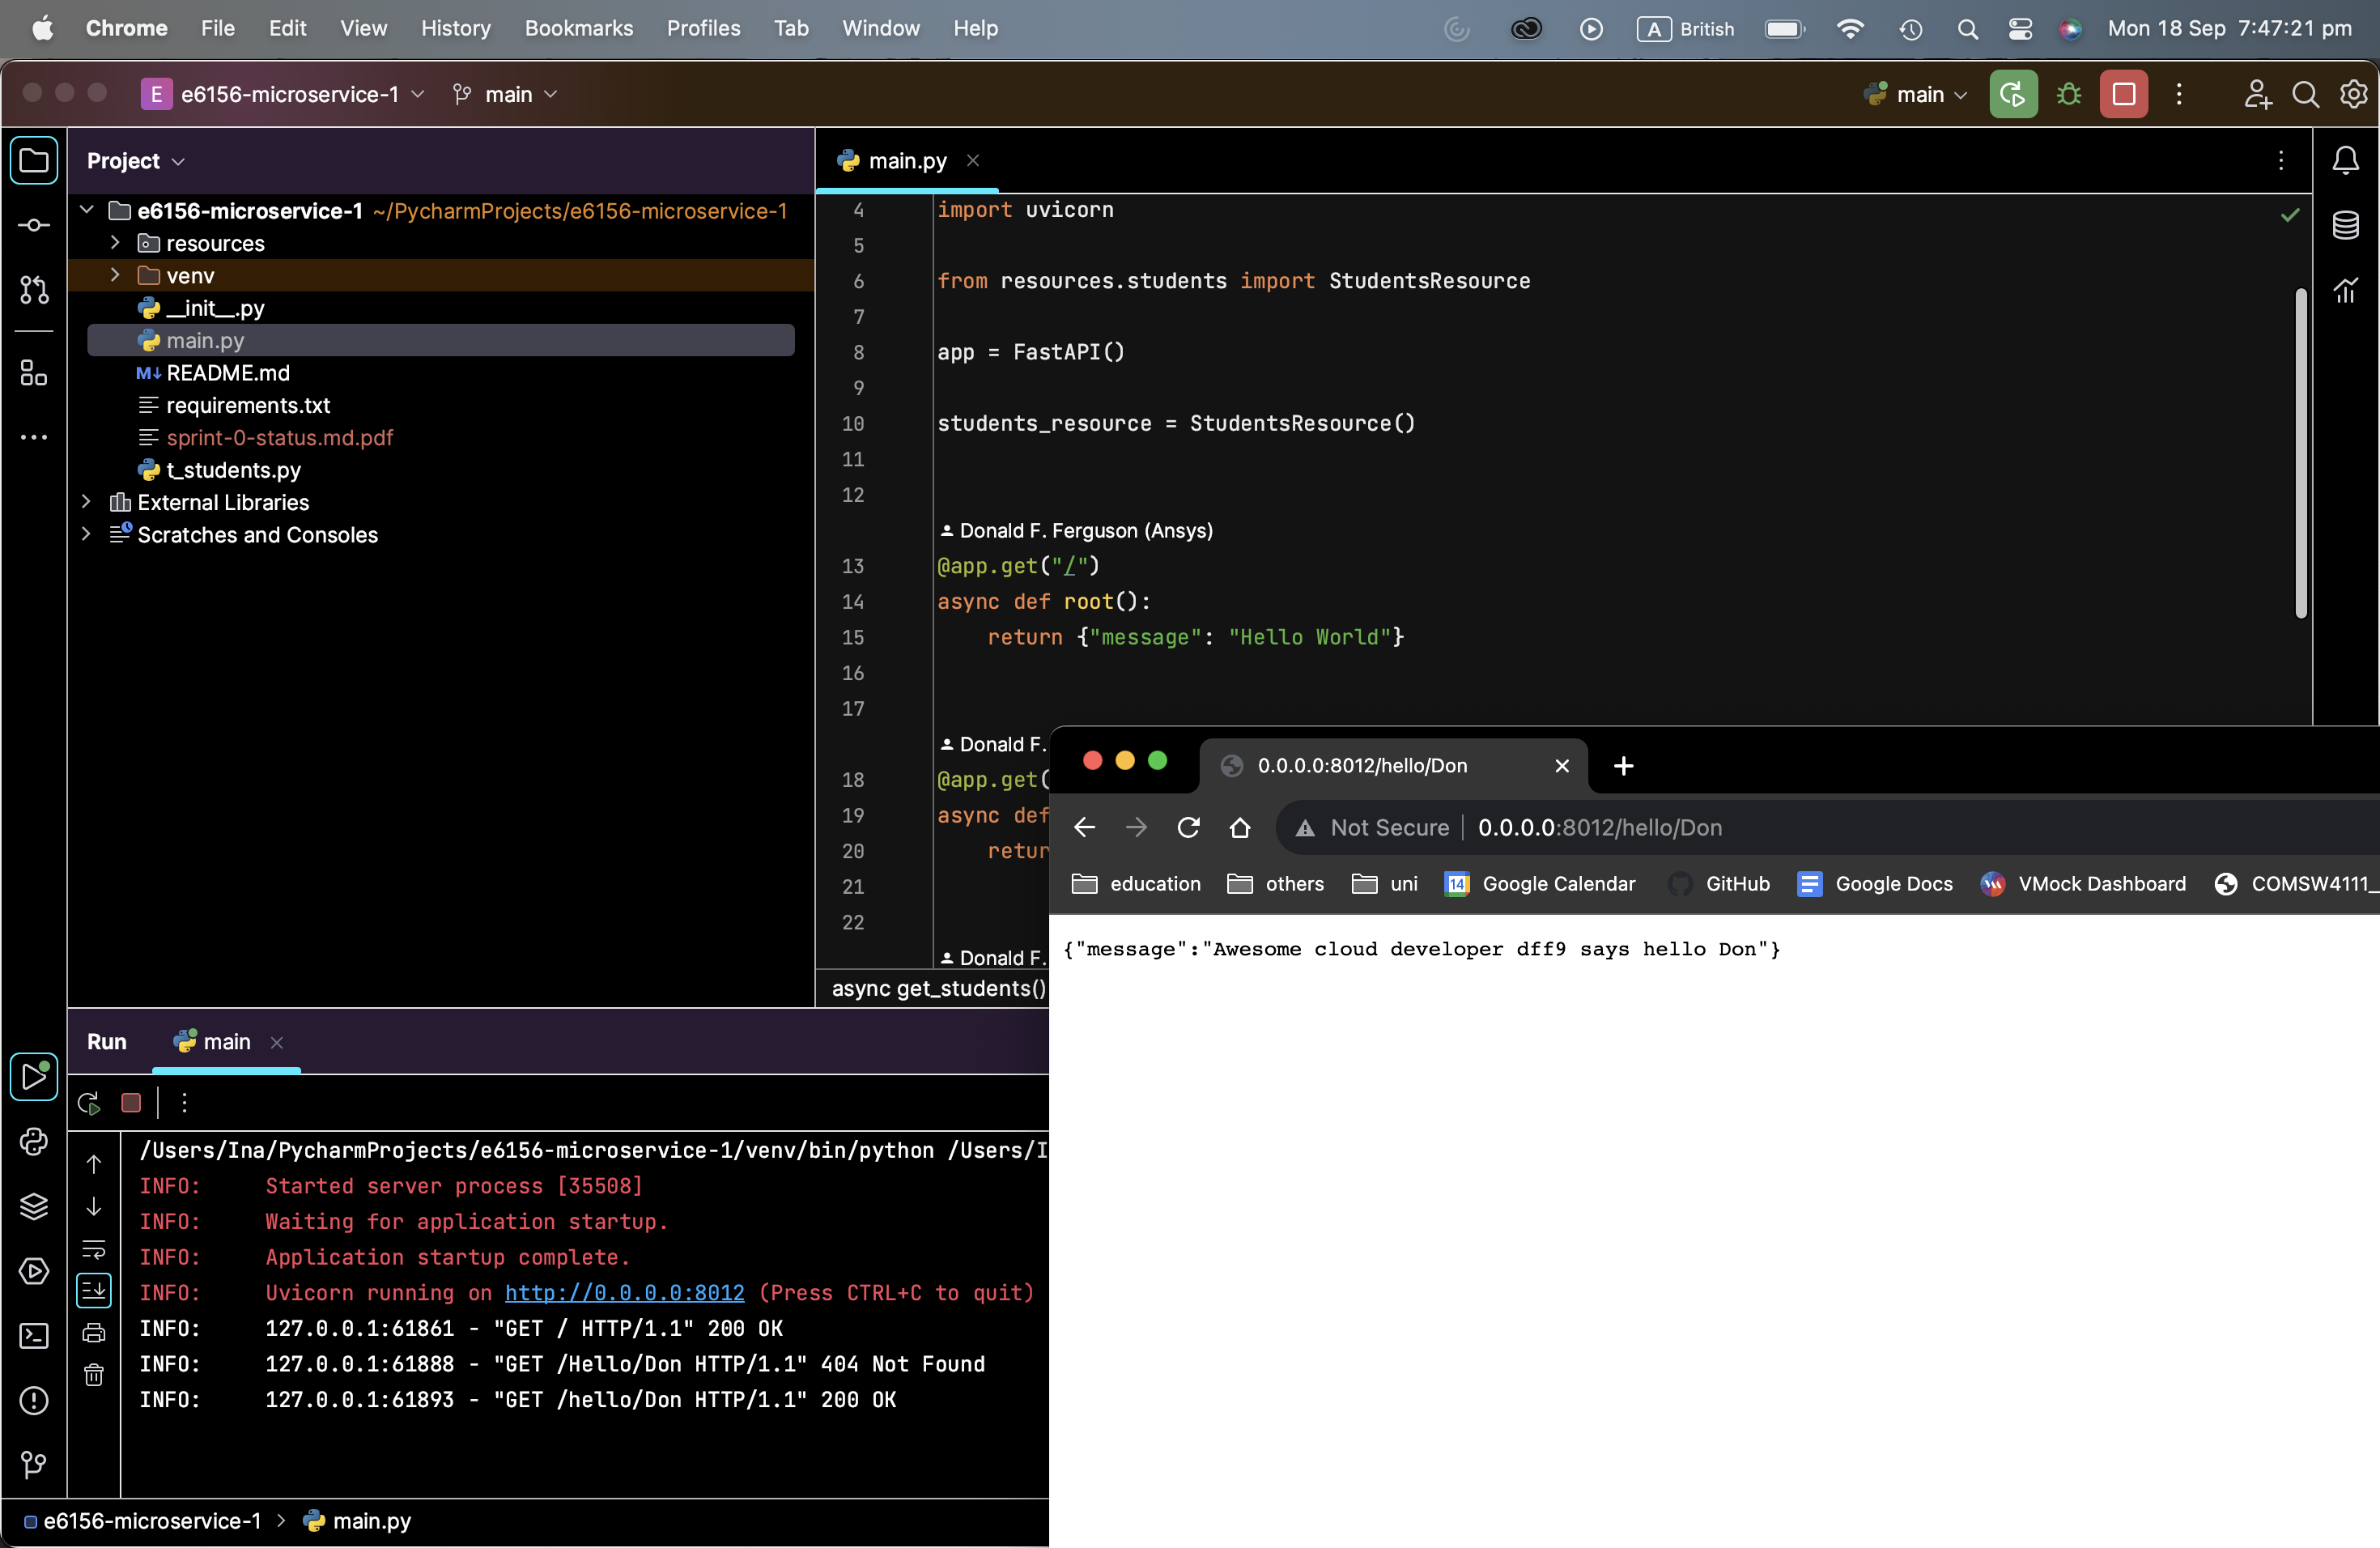 Chrome File Edit View History Bookmarks Profiles Tab Window Help A British Mon 18 Sep 7:47:21 pm
E e6156-microservice-1 main main
Project
e6156-microservice-1 ~/PycharmProjects/e6156-microservice-1
resources
venv
__init__.py
main.py
M↓ README.md
requirements.txt
sprint-0-status.md.pdf
t_students.py
External Libraries
Scratches and Consoles
main.py
4 import uvicorn
5
6 from resources.students import StudentsResource
7
8 app = FastAPI()
9
10 students_resource = StudentsResource()
11
12
Donald F. Ferguson (Ansys)
13 @app.get("/")
14 async def root():
15 return {"message": "Hello World"}
16
17
Donald F.
18 @app.get(
19 async def
20 retur
21
22
Donald F.
async get_students()
0.0.0.0:8012/hello/Don
Not Secure 0.0.0.0:8012/hello/Don
education others uni 14 Google Calendar GitHub Google Docs VMock Dashboard COMSW4111_
{"message":"Awesome cloud developer dff9 says hello Don"}
Run main
/Users/Ina/PycharmProjects/e6156-microservice-1/venv/bin/python /Users/I
INFO: Started server process [35508]
INFO: Waiting for application startup.
INFO: Application startup complete.
INFO: Uvicorn running on http://0.0.0.0:8012 (Press CTRL+C to quit)
INFO: 127.0.0.1:61861 - "GET / HTTP/1.1" 200 OK
INFO: 127.0.0.1:61888 - "GET /Hello/Don HTTP/1.1" 404 Not Found
INFO: 127.0.0.1:61893 - "GET /hello/Don HTTP/1.1" 200 OK
e6156-microservice-1 > main.py